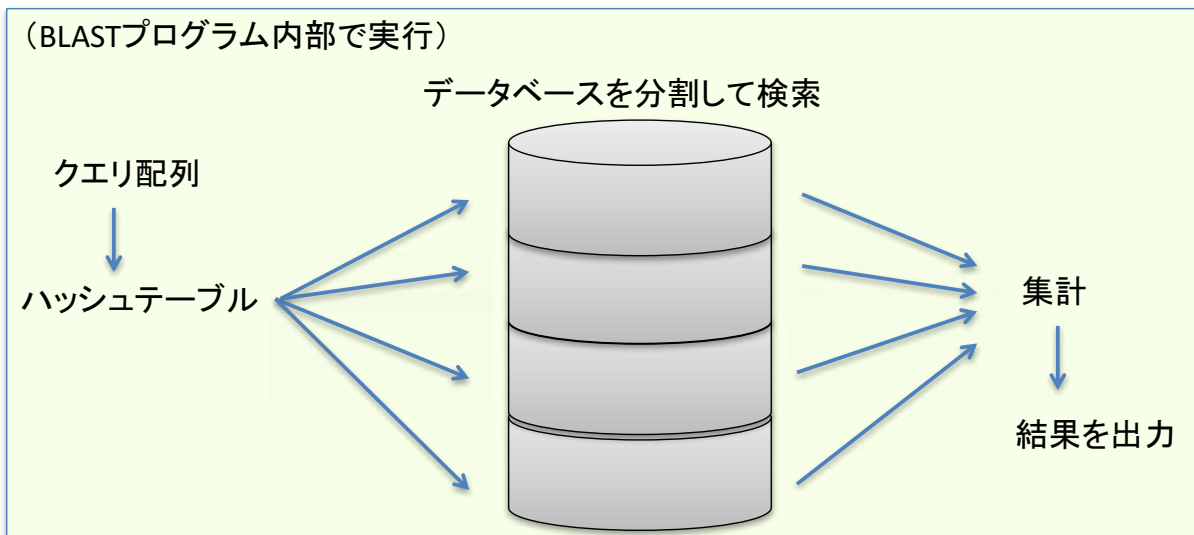 （BLASTプログラム内部で実行）
データベースを分割して検索
クエリ配列
ハッシュテーブル
集計
結果を出力